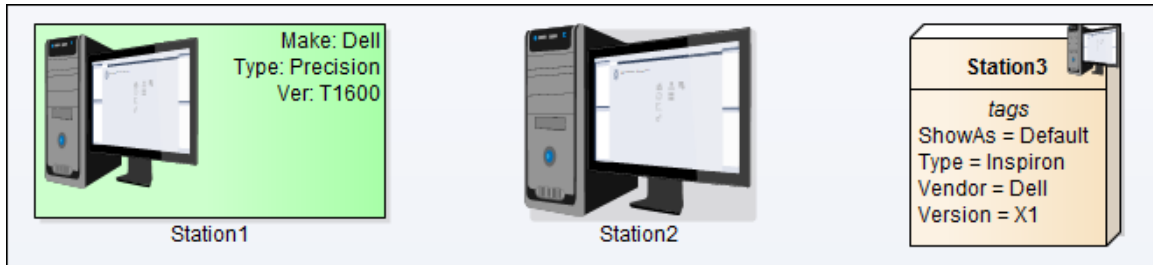 Make: Dell
Type: Precision
Ver: T1600
Station1
Station2
Station3
tags
ShowAs = Default
Type = Inspiron
Vendor = Dell
Version = X1